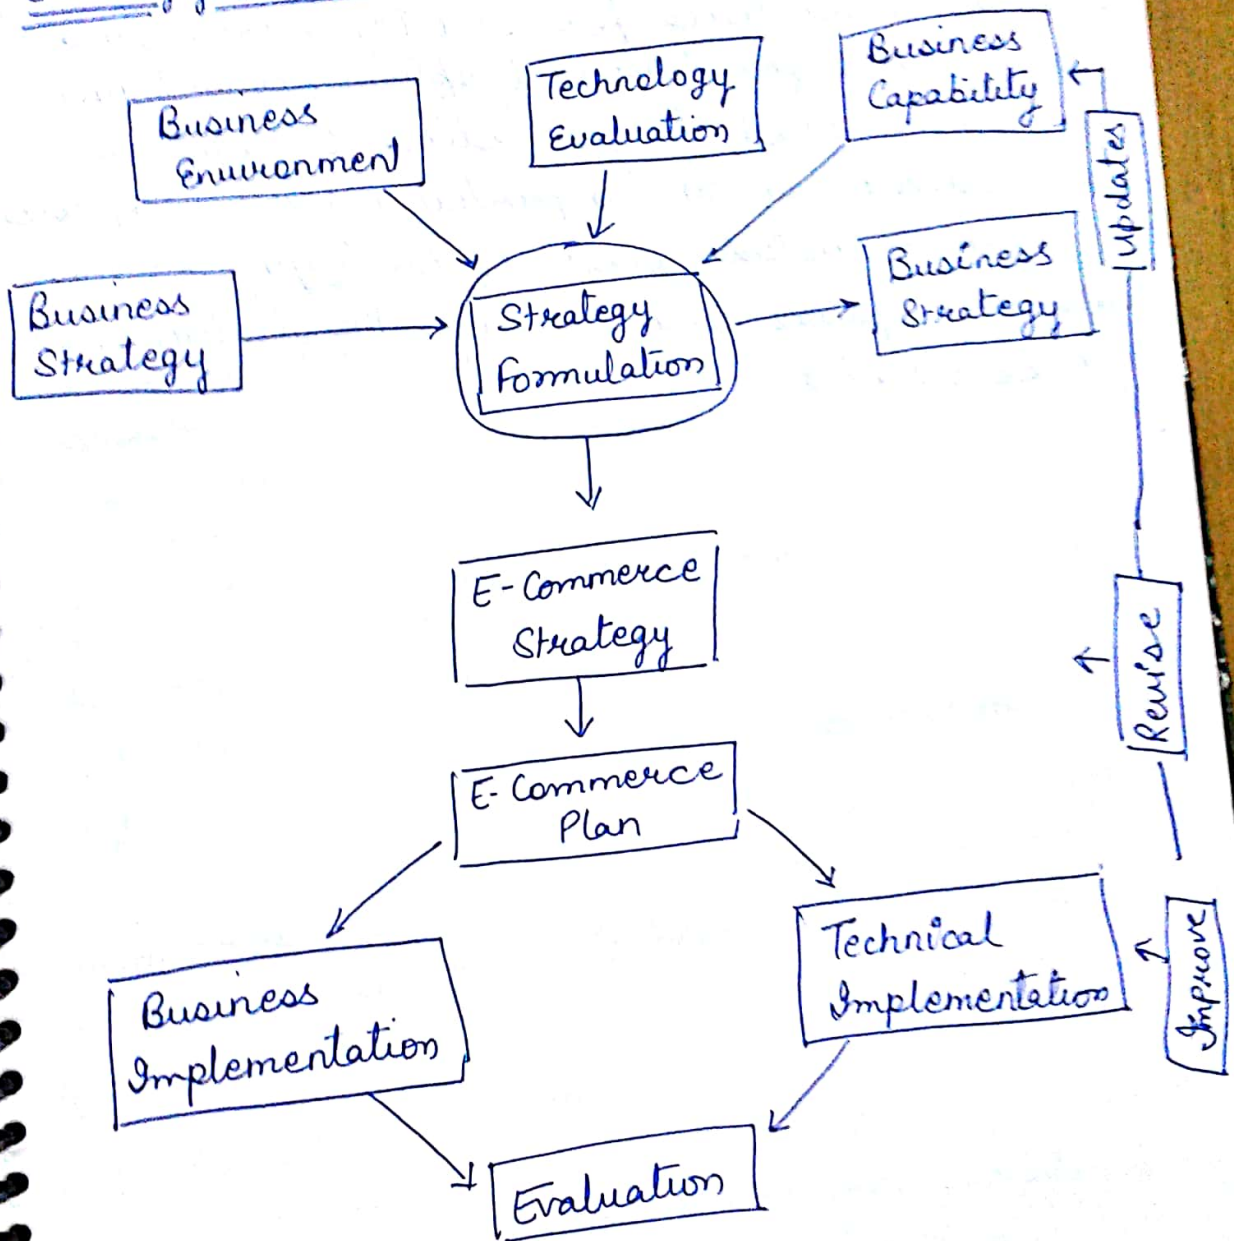 Technology
Evaluation
Business
Capability
Business
Environment
Updates
Business
Strategy
Strategy
Formulation
Business
Strategy
E-Commerce
Strategy
Revise
E-Commerce
Plan
Technical
Implementation
Improve
Business
Implementation
Evaluation